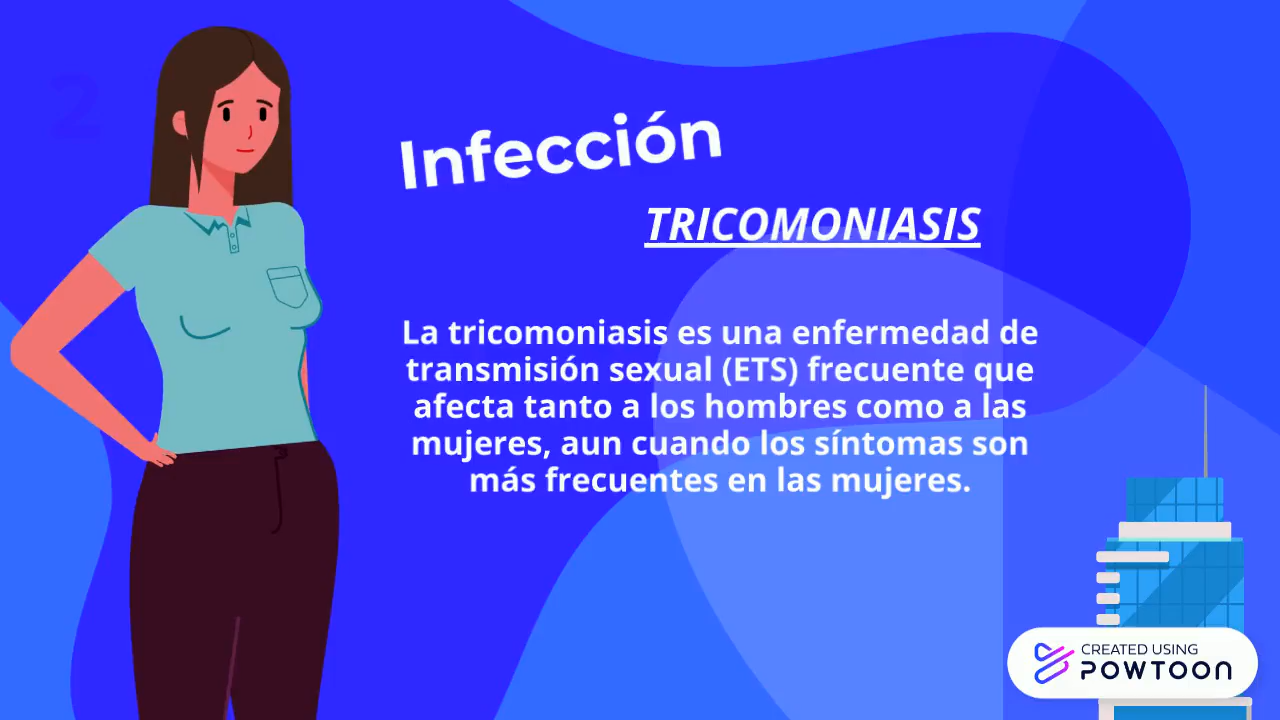 2
Infección
TRICOMONIASIS
La tricomoniasis es una enfermedad de
transmisión sexual (ETS) frecuente que
afecta tanto a los hombres como a las
mujeres, aun cuando los síntomas son
más frecuentes en las mujeres.
CREATED USING
POWTOON